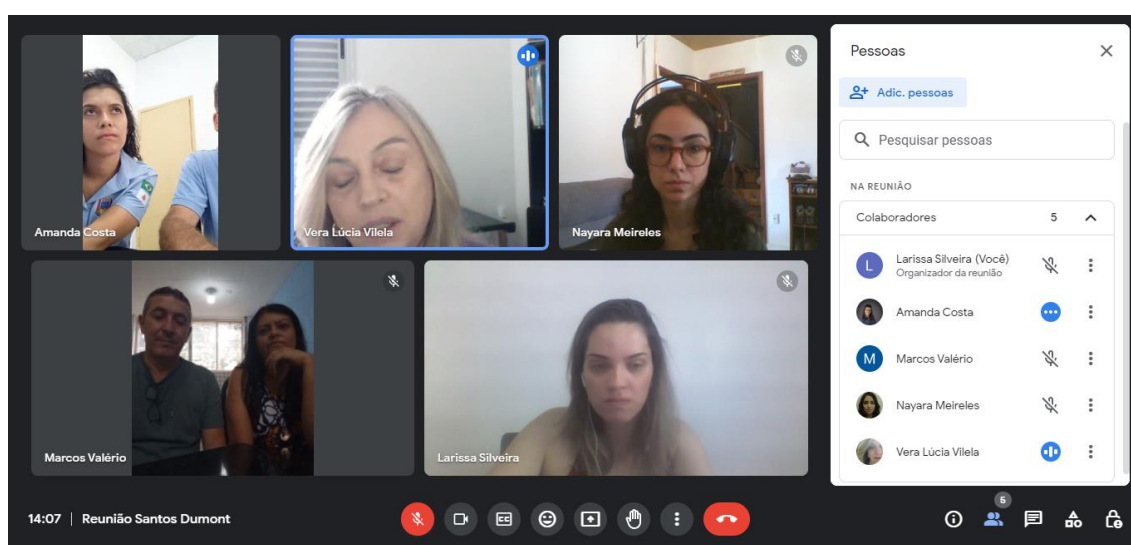 Amanda Costa
Vera Lúcia Vilela
Nayara Meireles
Marcos Valério
Larissa Silveira
Pessoas
Adic. pessoas
Pesquisar pessoas
NA REUNIÃO
Colaboradores 5
L
Larissa Silveira (Você)
Organizador da reunião
Amanda Costa
M
Marcos Valério
Nayara Meireles
Vera Lúcia Vilela
14:07 | Reunião Santos Dumont
CC
5